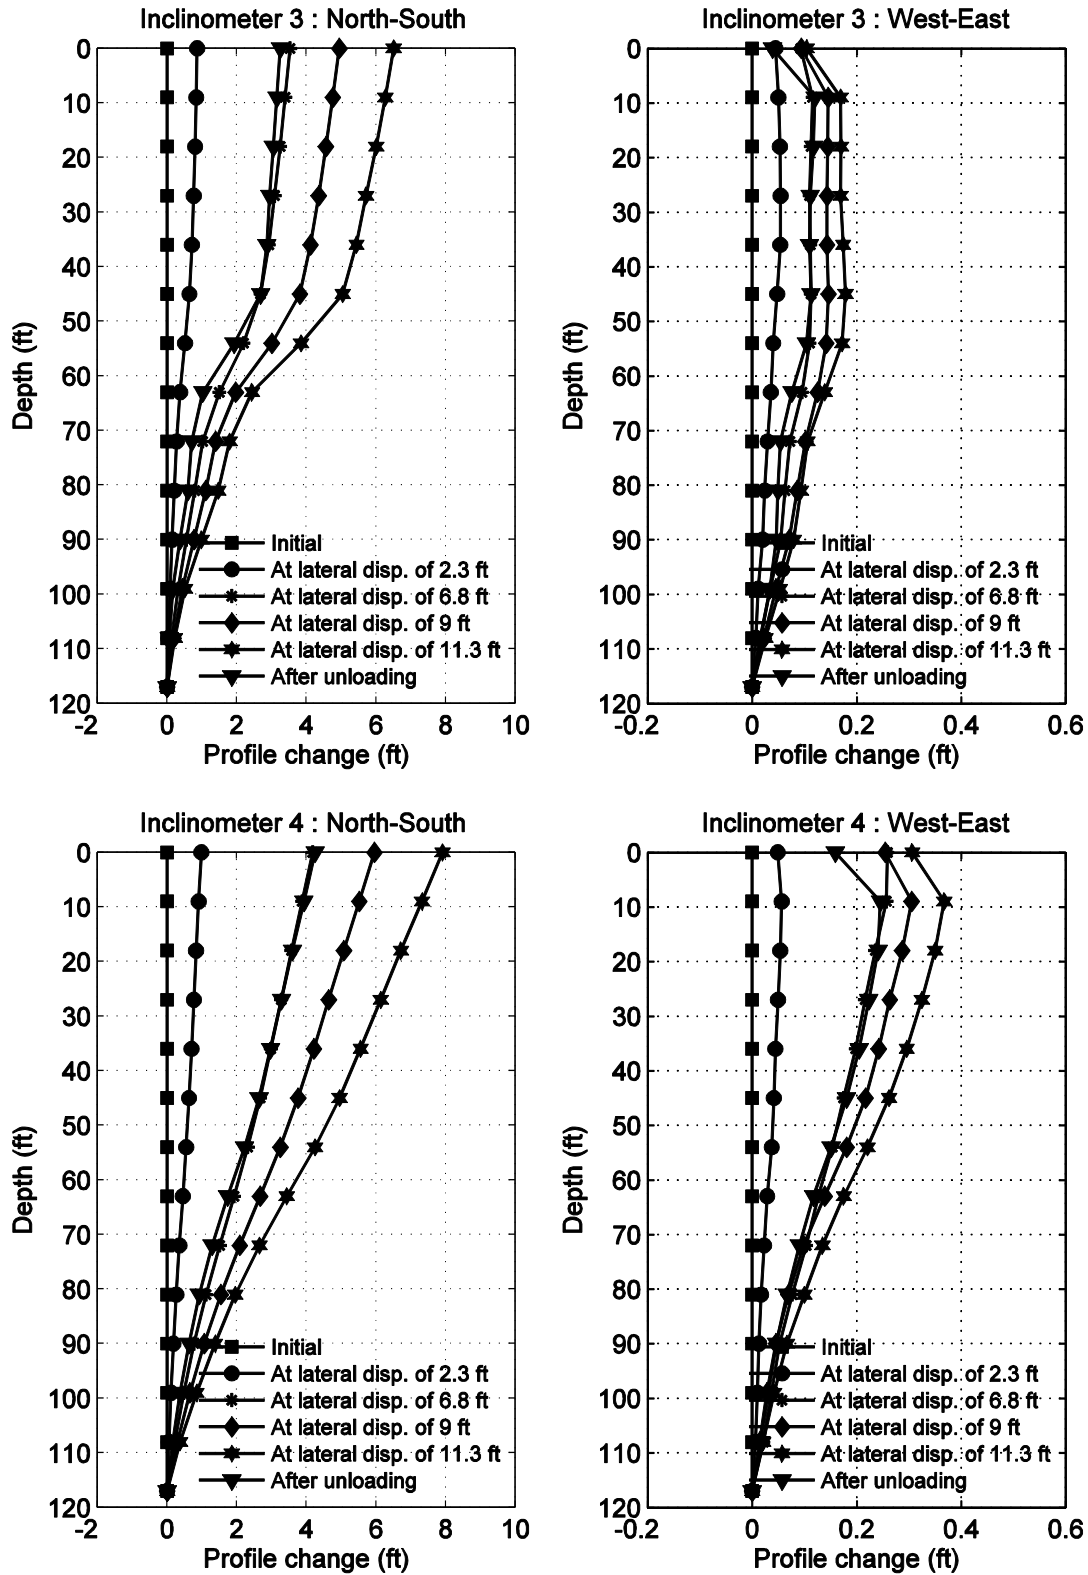 Inclinometer 3 : North-South
0
10
20
30
40
50
60
70
80
90
100
110
120
Depth (ft)
Initial
At lateral disp. of 2.3 ft
At lateral disp. of 6.8 ft
At lateral disp. of 9 ft
At lateral disp. of 11.3 ft
After unloading
-2 0 2 4 6 8 10
Profile change (ft)
Inclinometer 3 : West-East
0
10
20
30
40
50
60
70
80
90
100
110
120
Depth (ft)
Initial
At lateral disp. of 2.3 ft
At lateral disp. of 6.8 ft
At lateral disp. of 9 ft
At lateral disp. of 11.3 ft
After unloading
-0.2 0 0.2 0.4 0.6
Profile change (ft)
Inclinometer 4 : North-South
0
10
20
30
40
50
60
70
80
90
100
110
120
Depth (ft)
Initial
At lateral disp. of 2.3 ft
At lateral disp. of 6.8 ft
At lateral disp. of 9 ft
At lateral disp. of 11.3 ft
After unloading
-2 0 2 4 6 8 10
Profile change (ft)
Inclinometer 4 : West-East
0
10
20
30
40
50
60
70
80
90
100
110
120
Depth (ft)
Initial
At lateral disp. of 2.3 ft
At lateral disp. of 6.8 ft
At lateral disp. of 9 ft
At lateral disp. of 11.3 ft
After unloading
-0.2 0 0.2 0.4 0.6
Profile change (ft)